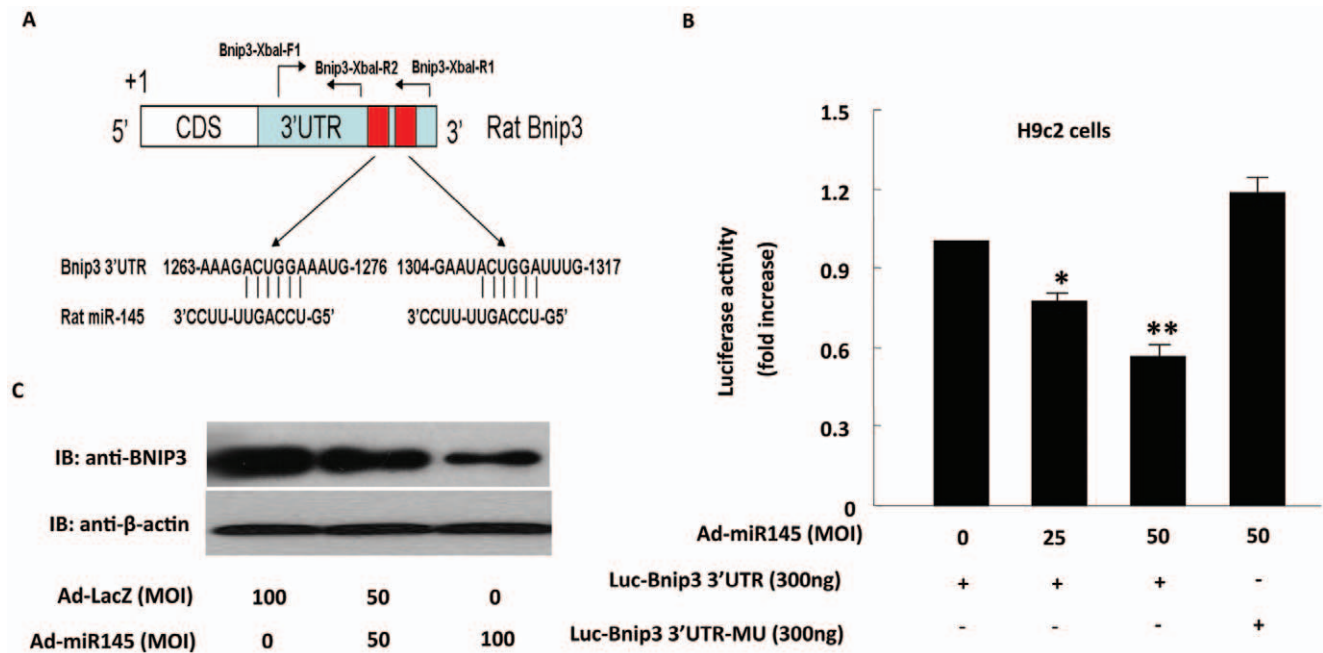 A
Bnip3-XbaI-F1
Bnip3-XbaI-R2
Bnip3-XbaI-R1
+1
5’ CDS 3’UTR 3’ Rat Bnip3
Bnip3 3’UTR 1263-AAAGACUGGAAAUG-1276 1304-GAAUACUGGAUUUG-1317
Rat miR-145 3’CCUU-UUGACCU-G5’ 3’CCUU-UUGACCU-G5’
B
H9c2 cells
Luciferase activity
(fold increase)
1.5
1.2
0.9
0.6
0.3
0
*
**
Ad-miR145 (MOI) 0 25 50 50
Luc-Bnip3 3’UTR (300ng) + + + -
Luc-Bnip3 3’UTR-MU (300ng) - - - +
C
IB: anti-BNIP3
IB: anti-β-actin
Ad-LacZ (MOI) 100 50 0
Ad-miR145 (MOI) 0 50 100